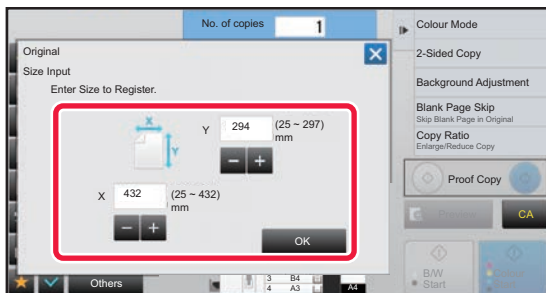 No. of copies 1
Original
Size Input
Enter Size to Register.
X
Y
Y 294 (25 ~ 297)
mm
X 432 (25 ~ 432)
mm
OK
Others
3 B4
4 A3
A4
Colour Mode
2-Sided Copy
Background Adjustment
Blank Page Skip
Skip Blank Page in Original
Copy Ratio
Enlarge/Reduce Copy
Proof Copy
CA
B/W
Start